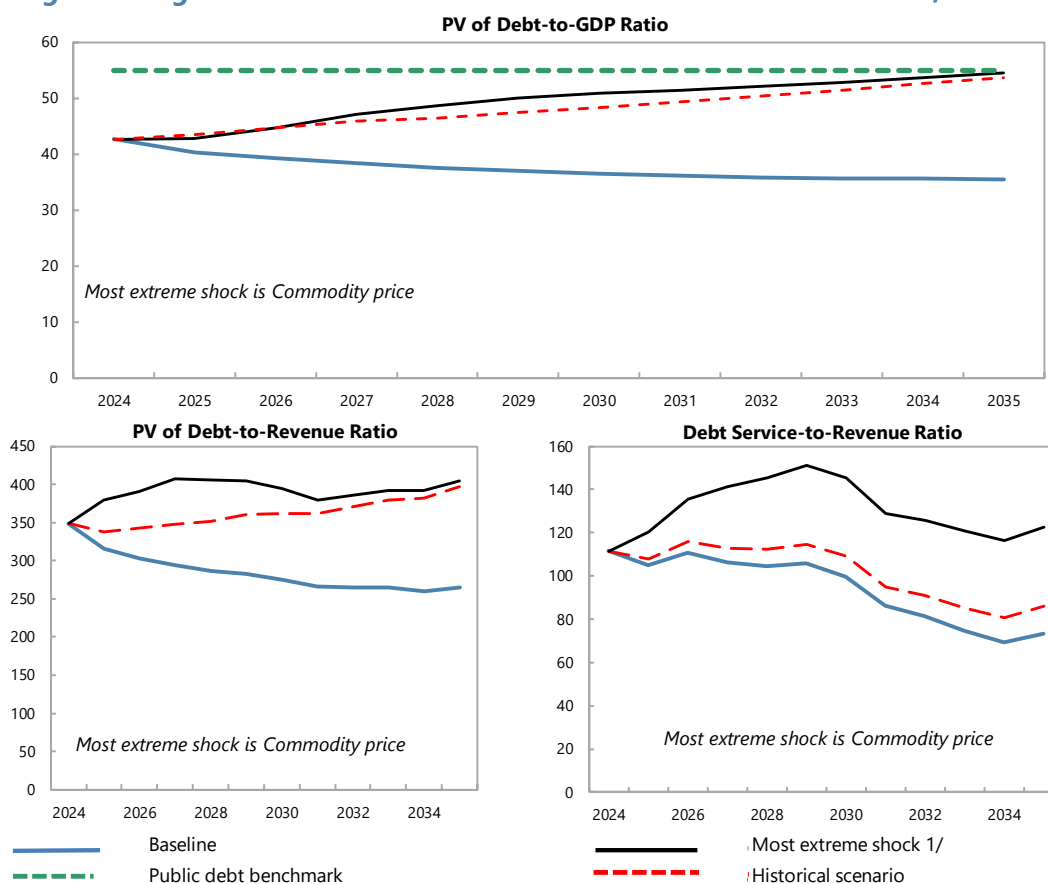 PV of Debt-to-GDP Ratio
60
50
40
30
20
10
0
Most extreme shock is Commodity price
2024 2025 2026 2027 2028 2029 2030 2031 2032 2033 2034 2035
PV of Debt-to-Revenue Ratio
450
400
350
300
250
200
150
100
50
0
Most extreme shock is Commodity price
2024 2026 2028 2030 2032 2034
Debt Service-to-Revenue Ratio
160
140
120
100
80
60
40
20
0
Most extreme shock is Commodity price
2024 2026 2028 2030 2032 2034
Baseline
Most extreme shock 1/
Public debt benchmark
Historical scenario